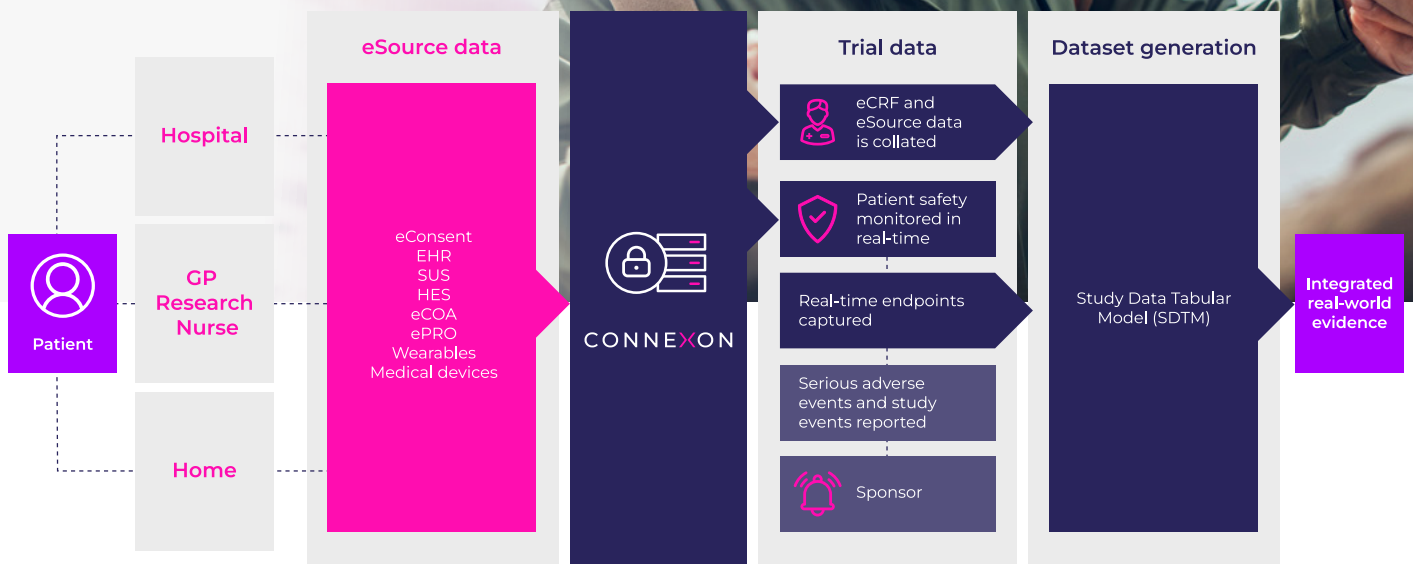 eSource data
Trial data
Dataset generation
Hospital
GP
Research
Nurse
Home
Patient
eConsent
EHR
SUS
HES
eCOA
ePRO
Wearables
Medical devices
CONNEXON
eCRF and
eSource data
is collated
Patient safety
monitored in
real-time
Real-time endpoints
captured
Serious adverse
events and study
events reported
Sponsor
Study Data Tabular
Model (SDTM)
Integrated
real-world
evidence